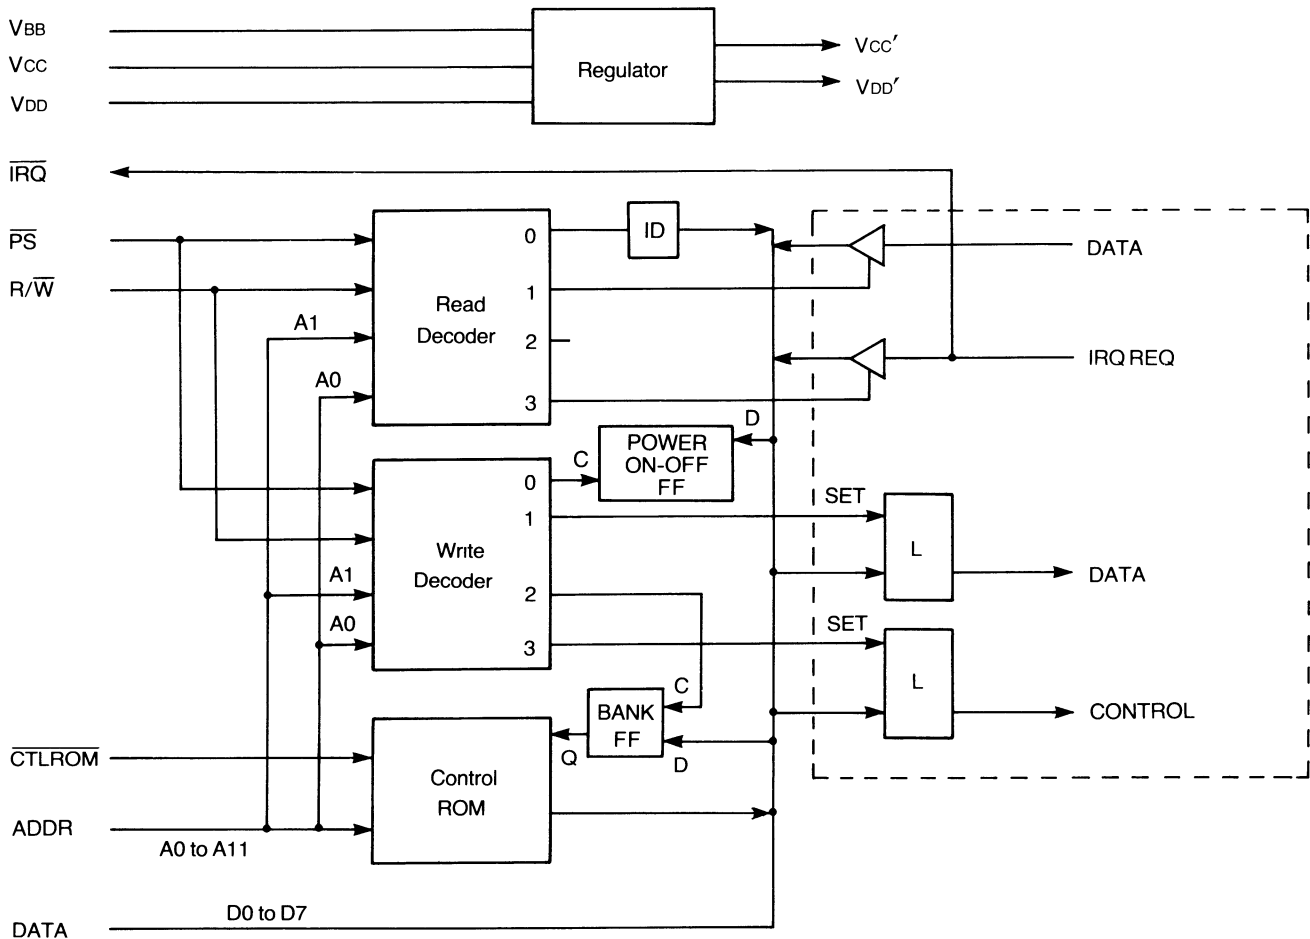 VBB
VCC
VDD
Regulator
VCC′
VDD′
IRQ
PS
R/W
A1
A0
Read
Decoder
0
1
2
3
ID
DATA
IRQ REQ
D
C
POWER
ON-OFF
FF
Write
Decoder
A1
A0
0
1
2
3
SET
L
DATA
SET
L
CONTROL
C
BANK
FF
Q
D
CTLROM
Control
ROM
ADDR
A0 to A11
D0 to D7
DATA